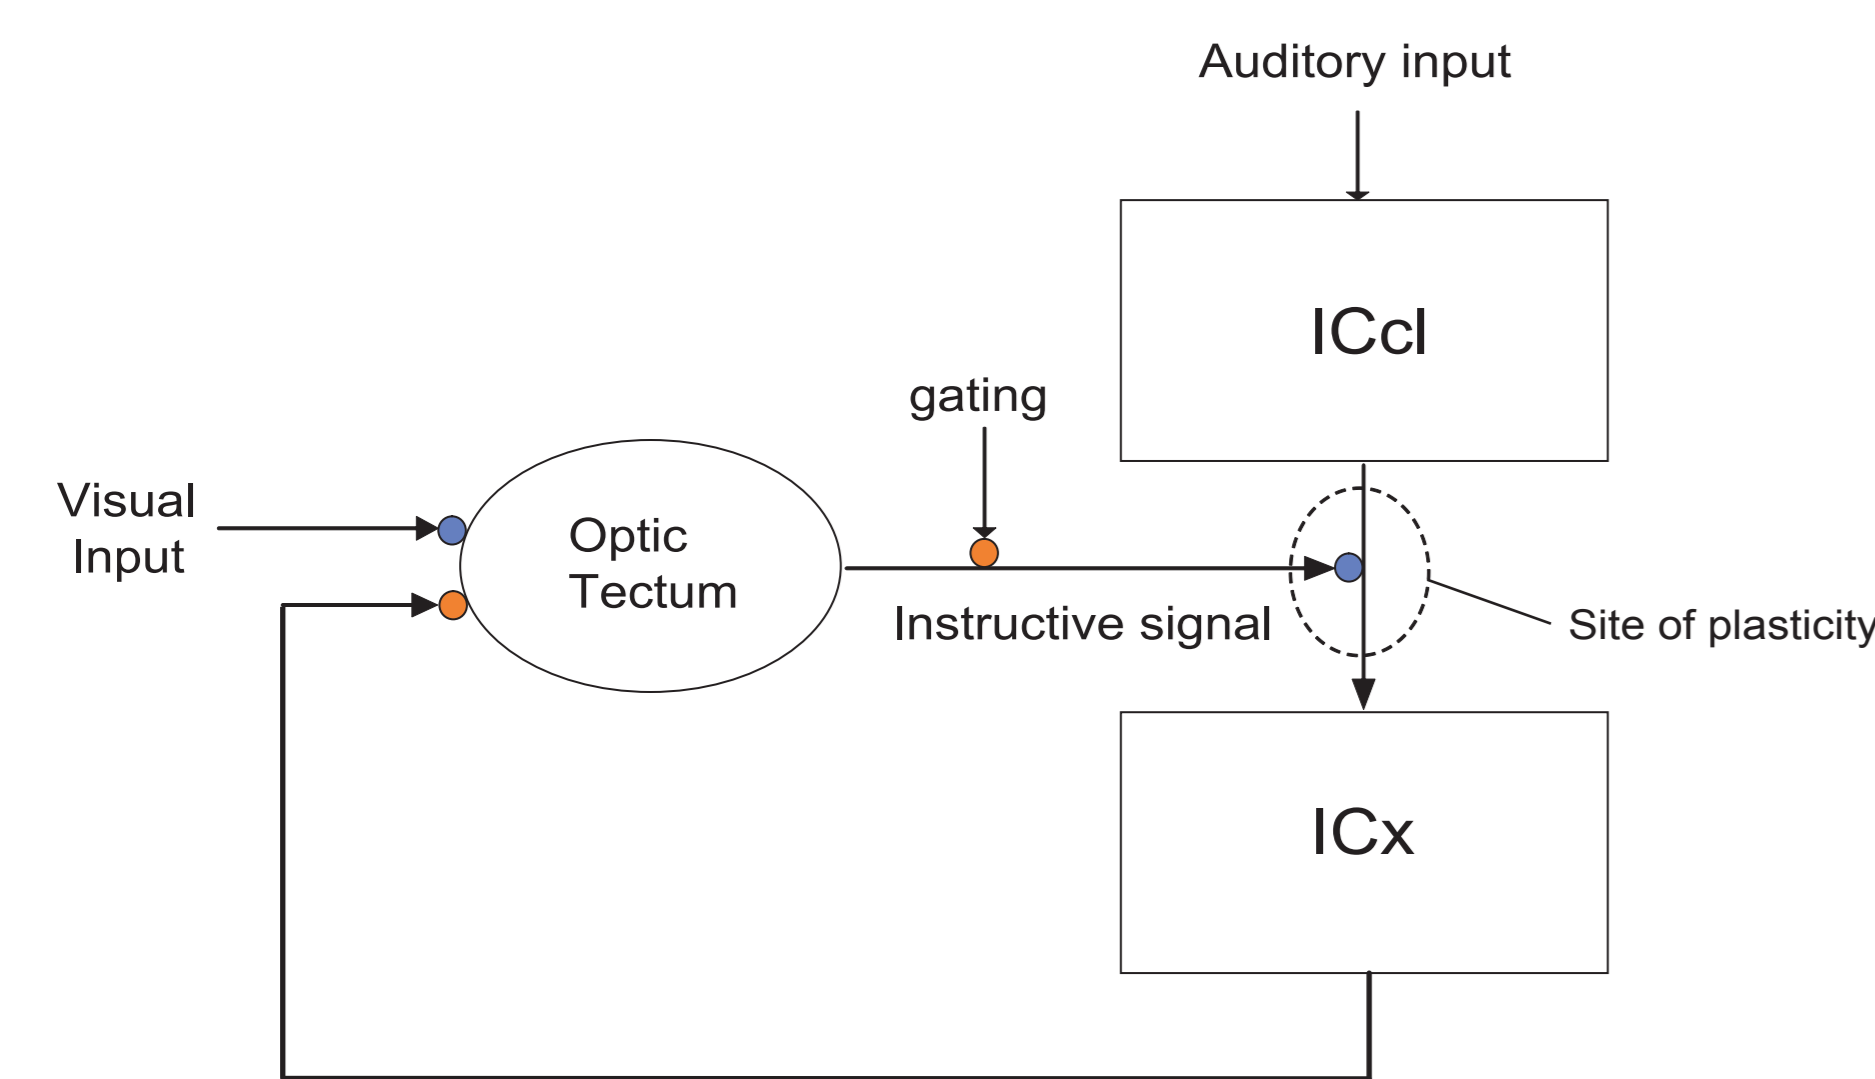 Auditory input
ICcl
gating
Visual
Input
Optic
Tectum
Instructive signal
Site of plasticity
ICx